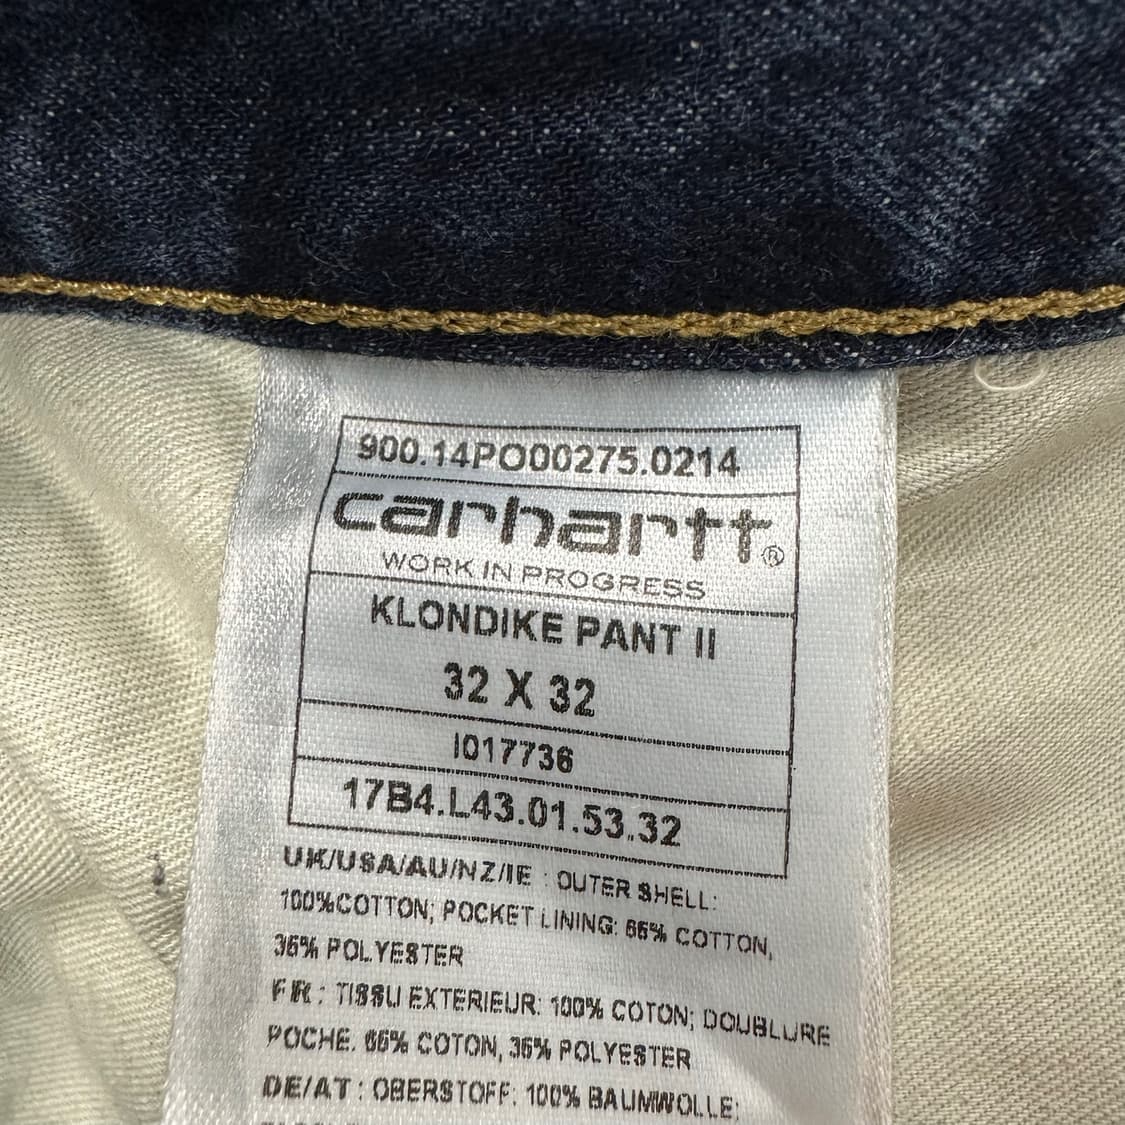 900.14PO00275.0214
carhartt®
WORK IN PROGRESS
KLONDIKE PANT II
32 X 32
I017736
17B4.L43.01.53.32
UK/USA/AU/NZ/IE : OUTER SHELL:
100%COTTON; POCKET LINING: 65% COTTON,
35% POLYESTER
FR : TISSU EXTERIEUR: 100% COTON; DOUBLURE
POCHE. 65% COTON, 35% POLYESTER
DE/AT : OBERSTOFF: 100% BAUMWOLLE;